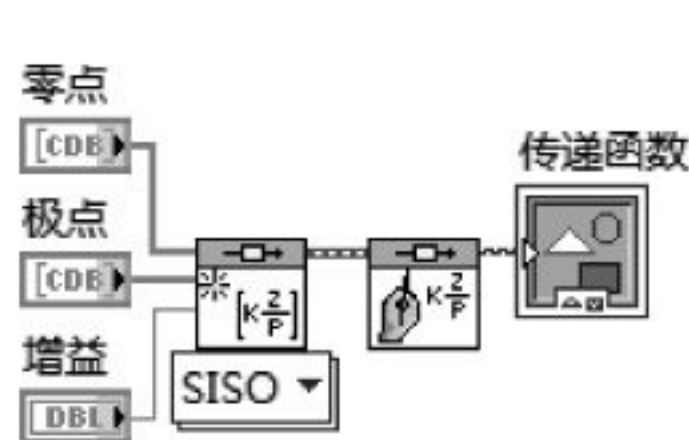 零点
[CDB]
传递函数
极点
[CDB]
K Z/P
[K Z/P]
增益
DBL
SISO